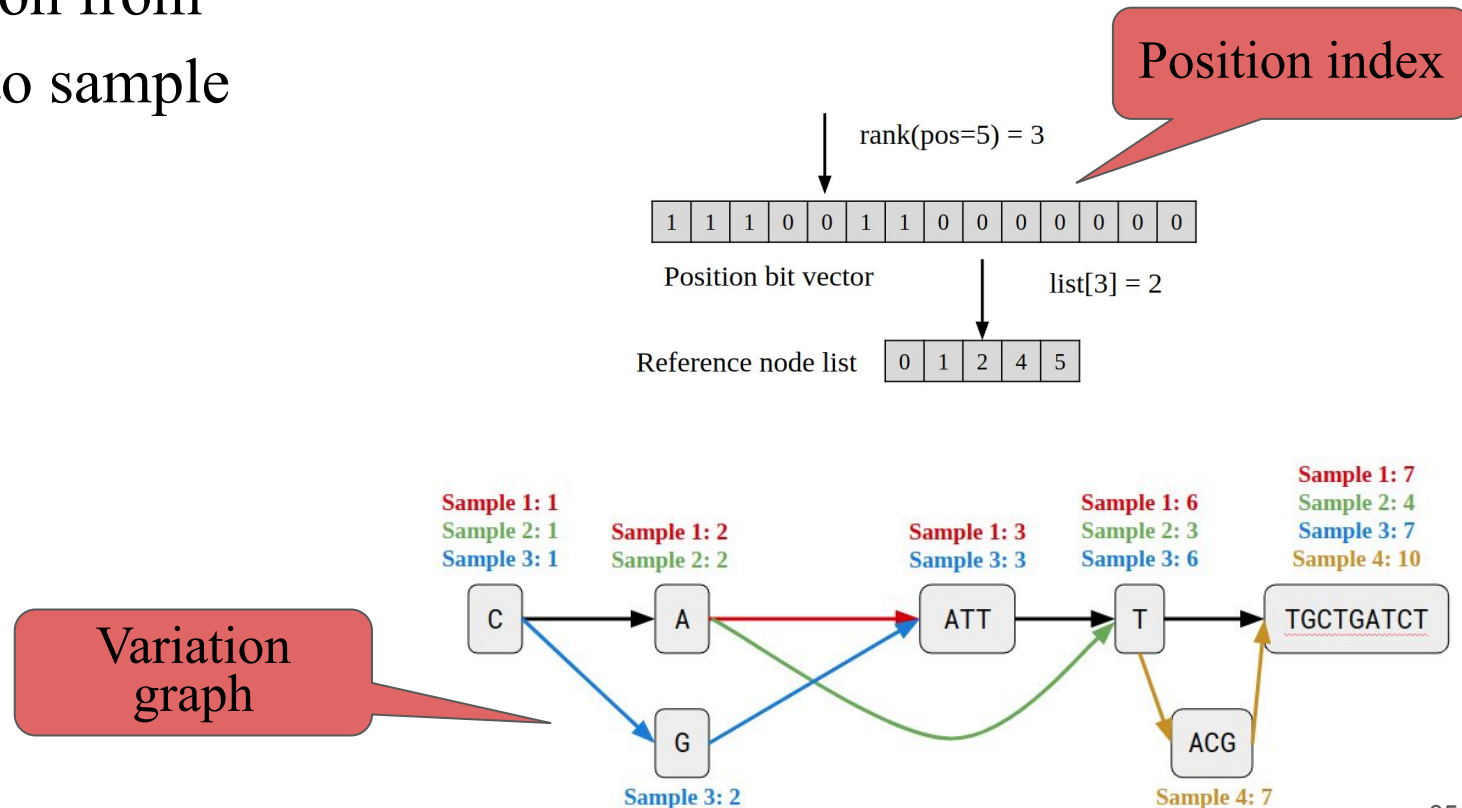 on from
to sample
Position index
rank(pos=5) = 3
1 1 1 0 0 1 1 0 0 0 0 0 0 0
Position bit vector
list[3] = 2
Reference node list
0 1 2 4 5
Sample 1: 1
Sample 2: 1
Sample 3: 1
Sample 1: 2
Sample 2: 2
Sample 1: 3
Sample 3: 3
Sample 1: 6
Sample 2: 3
Sample 3: 6
Sample 1: 7
Sample 2: 4
Sample 3: 7
Sample 4: 10
C
A
ATT
T
TGCTGATCT
Variation
graph
G
ACG
Sample 3: 2
Sample 4: 7